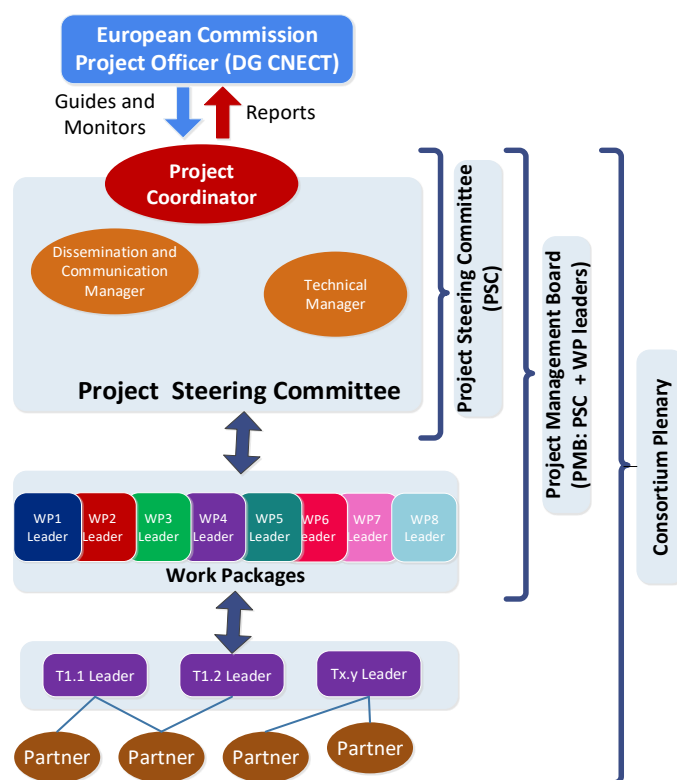 European Commission
Project Officer (DG CNECT)
Guides and
Monitors
Reports
Project
Coordinator
Dissemination and
Communication
Manager
Technical
Manager
Project Steering Committee
Project Steering Committee
(PSC)
Project Management Board
(PMB: PSC + WP leaders)
Consortium Plenary
WP1
Leader
WP2
Leader
WP3
Leader
WP4
Leader
WP5
Leader
WP6
Leader
WP7
Leader
WP8
Leader
Work Packages
T1.1 Leader
T1.2 Leader
Tx.y Leader
Partner
Partner
Partner
Partner